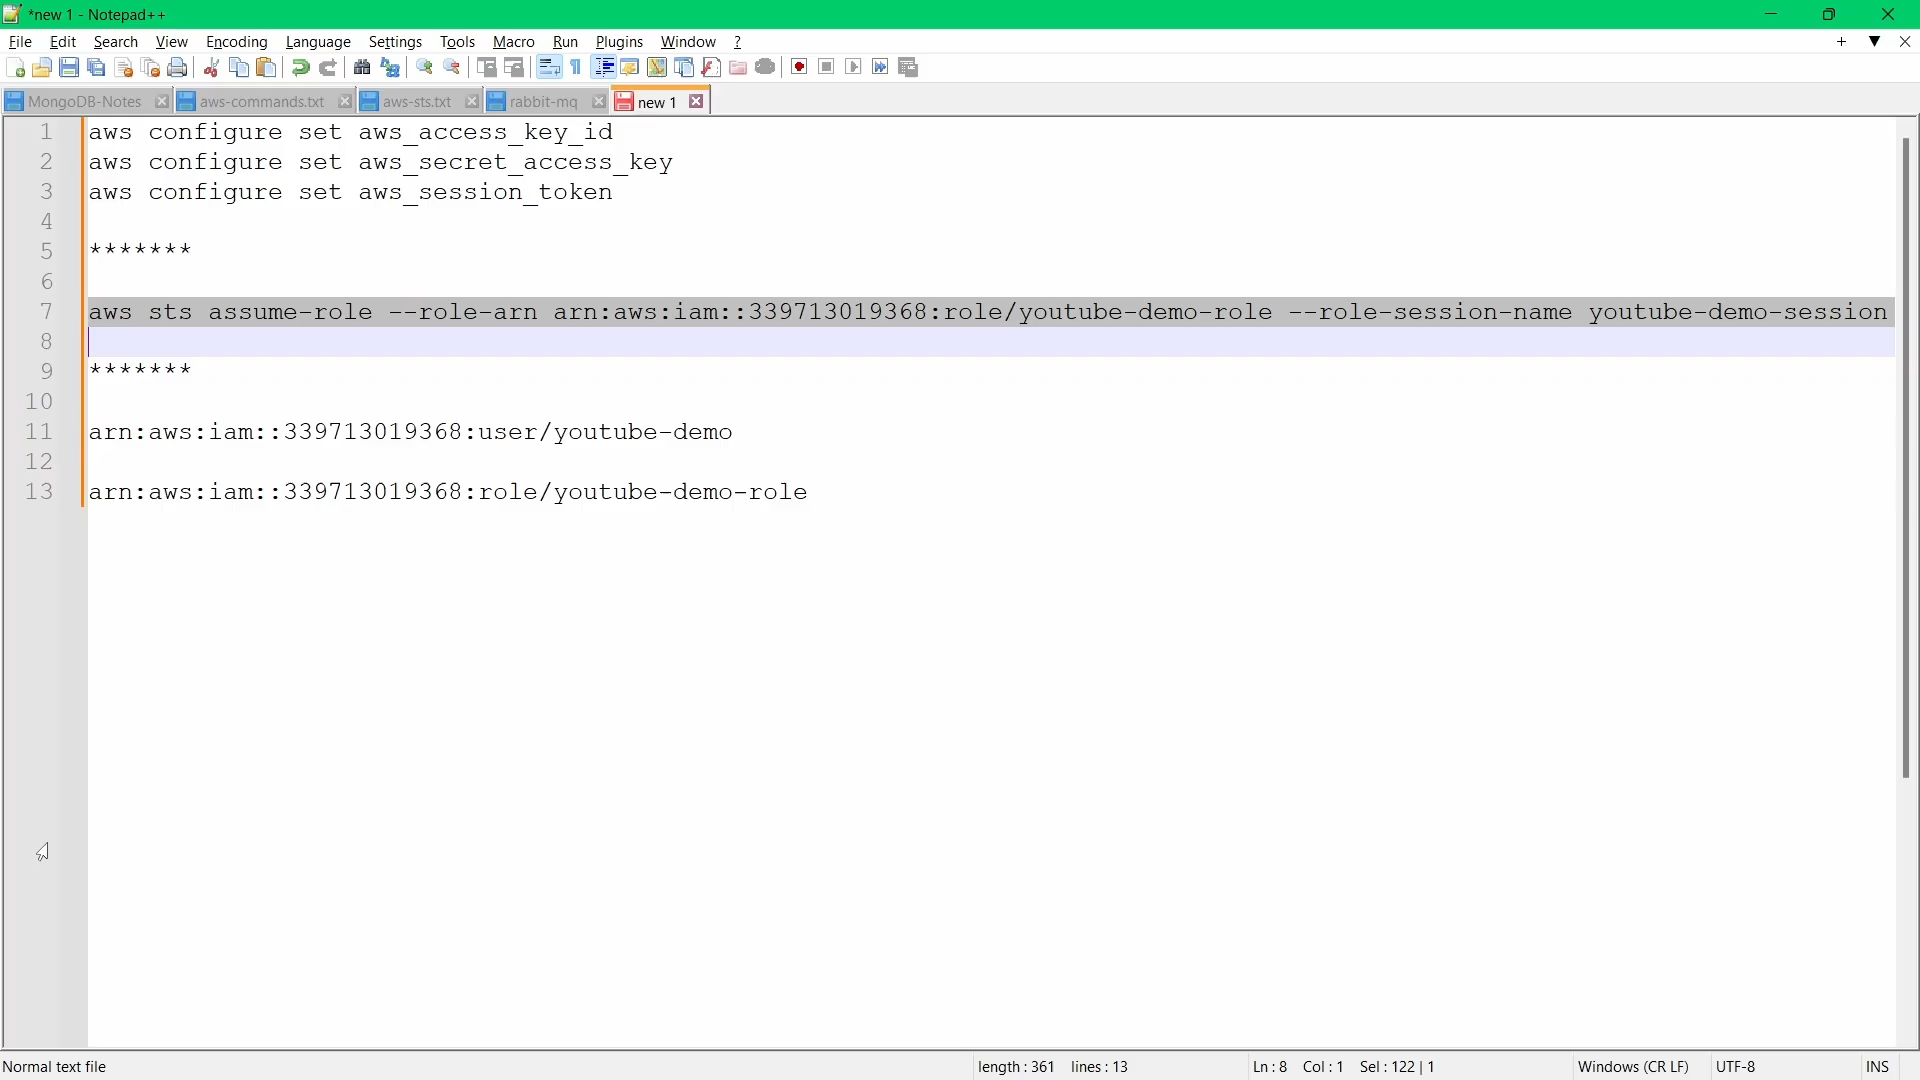 *new 1 - Notepad++
File Edit Search View Encoding Language Settings Tools Macro Run Plugins Window ?
MongoDB-Notes aws-commands.txt aws-sts.txt rabbit-mq new 1
1 aws configure set aws_access_key_id
2 aws configure set aws_secret_access_key
3 aws configure set aws_session_token
4
5 *******
6
7 aws sts assume-role --role-arn arn:aws:iam::339713019368:role/youtube-demo-role --role-session-name youtube-demo-session
8
9 *******
10
11 arn:aws:iam::339713019368:user/youtube-demo
12
13 arn:aws:iam::339713019368:role/youtube-demo-role
Normal text file length : 361 lines : 13 Ln : 8 Col : 1 Sel : 122 | 1 Windows (CR LF) UTF-8 INS